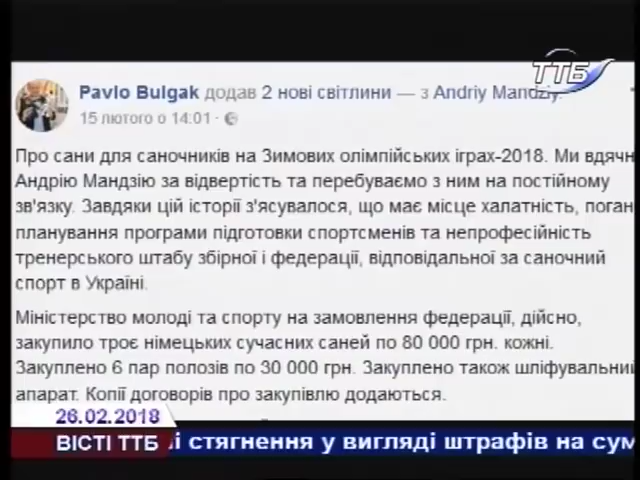 ТТБ
Pavlo Bulgak додав 2 нові світлини — з Andriy Mandziy.
15 лютого о 14:01 ·
Про сани для саночників на Зимових олімпійських іграх-2018. Ми вдячн
Андрію Мандзію за відвертість та перебуваємо з ним на постійному
зв'язку. Завдяки цій історії з'ясувалося, що має місце халатність, поган
планування програми підготовки спортсменів та непрофесійність
тренерського штабу збірної і федерації, відповідальної за саночний
спорт в Україні.
Міністерство молоді та спорту на замовлення федерації, дійсно,
закупило троє німецьких сучасних саней по 80 000 грн. кожні.
Закуплено 6 пар полозів по 30 000 грн. Закуплено також шліфувальний
апарат. Копії договорів про закупівлю додаються.
26.02.2018
ВІСТІ ТТБ і стягнення у вигляді штрафів на сум